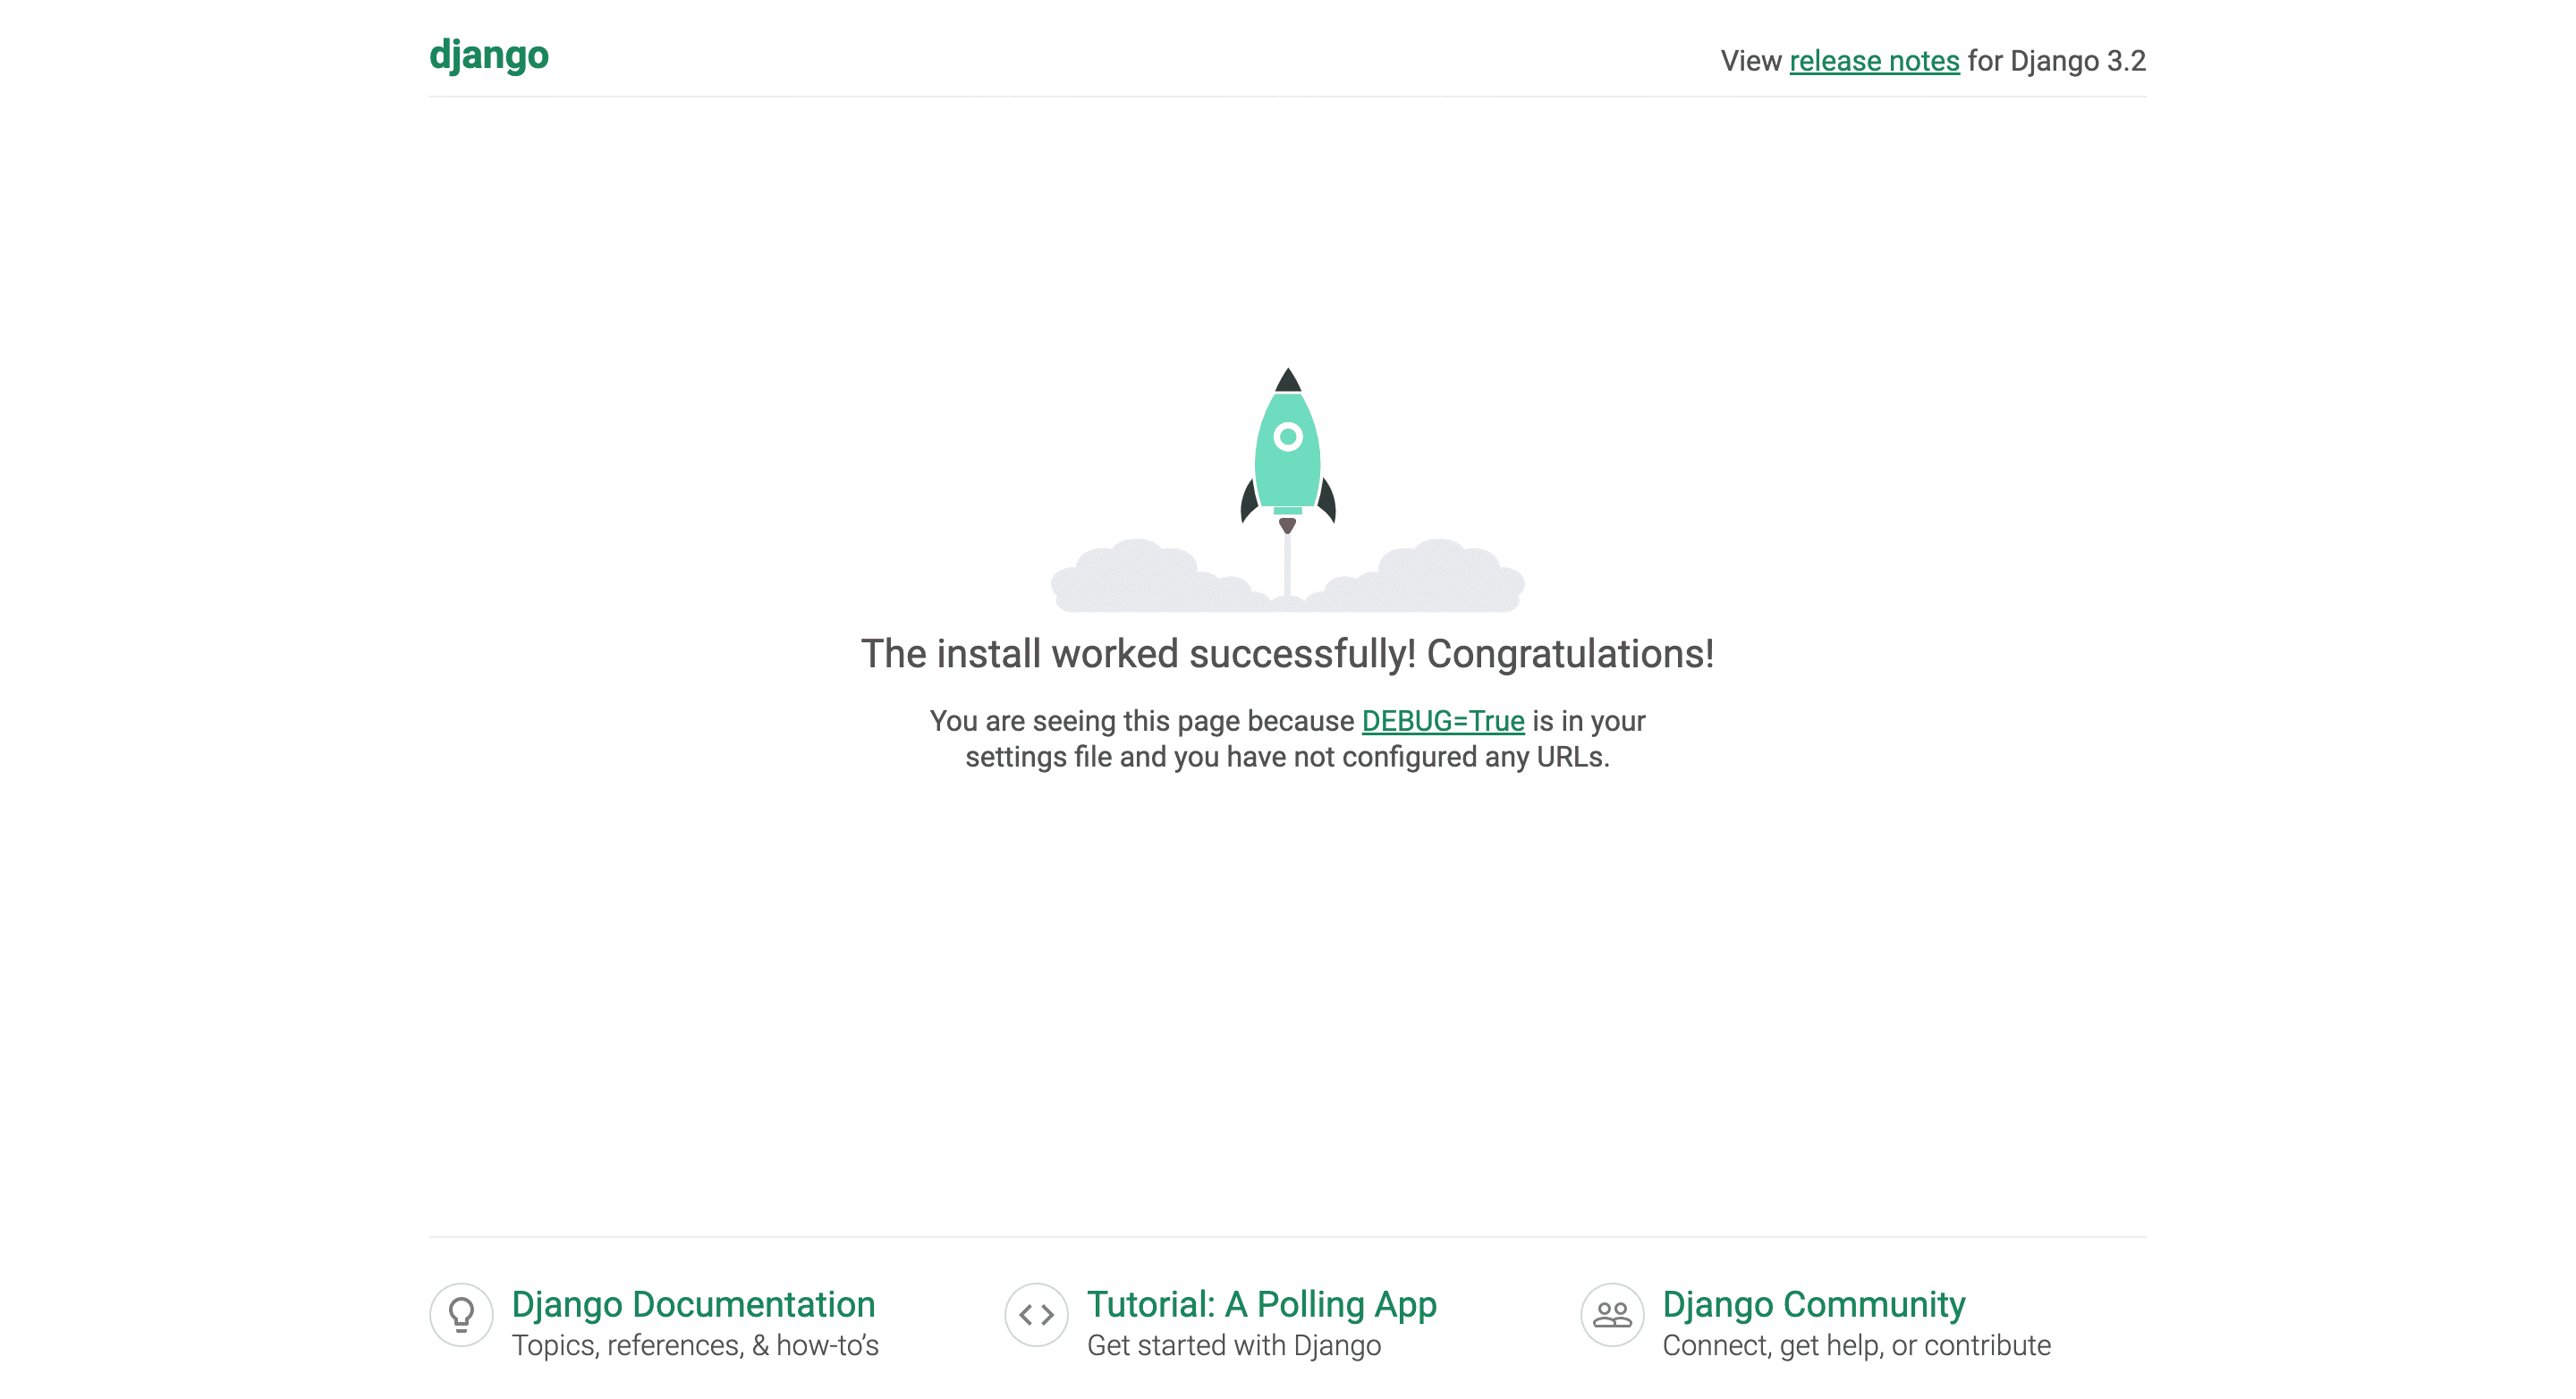 django
View release notes for Django 3.2
The install worked successfully! Congratulations!
You are seeing this page because DEBUG=True is in your
settings file and you have not configured any URLs.
Django Documentation
Topics, references, & how-to’s
Tutorial: A Polling App
Get started with Django
Django Community
Connect, get help, or contribute